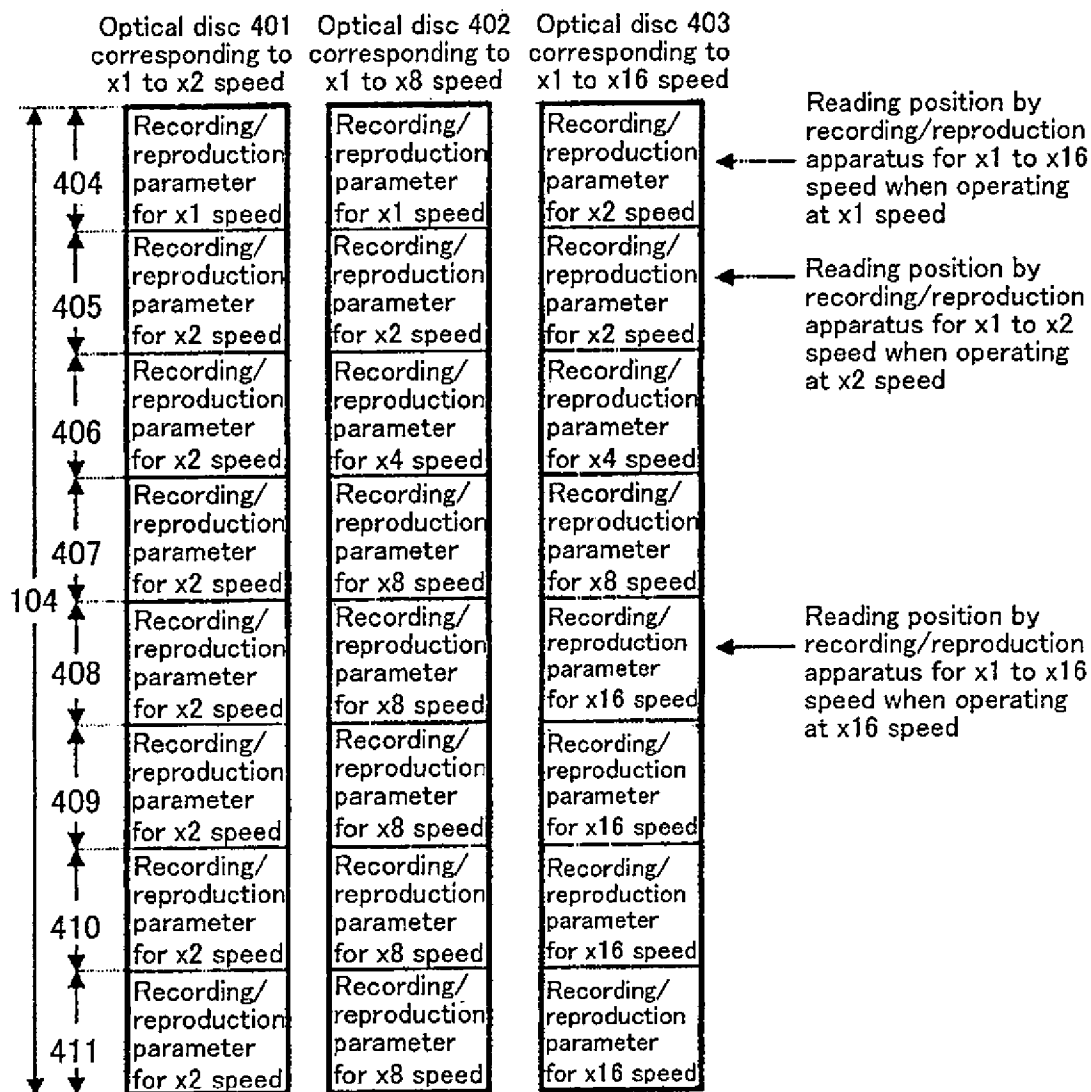 Optical disc 401
corresponding to
x1 to x2 speed
Optical disc 402
corresponding to
x1 to x8 speed
Optical disc 403
corresponding to
x1 to x16 speed
104
404
Recording/
reproduction
parameter
for x1 speed
Recording/
reproduction
parameter
for x1 speed
Recording/
reproduction
parameter
for x2 speed
Reading position by
recording/reproduction
apparatus for x1 to x16
speed when operating
at x1 speed
405
Recording/
reproduction
parameter
for x2 speed
Recording/
reproduction
parameter
for x2 speed
Recording/
reproduction
parameter
for x2 speed
Reading position by
recording/reproduction
apparatus for x1 to x2
speed when operating
at x2 speed
406
Recording/
reproduction
parameter
for x2 speed
Recording/
reproduction
parameter
for x4 speed
Recording/
reproduction
parameter
for x4 speed
407
Recording/
reproduction
parameter
for x2 speed
Recording/
reproduction
parameter
for x8 speed
Recording/
reproduction
parameter
for x8 speed
408
Recording/
reproduction
parameter
for x2 speed
Recording/
reproduction
parameter
for x8 speed
Recording/
reproduction
parameter
for x16 speed
Reading position by
recording/reproduction
apparatus for x1 to x16
speed when operating
at x16 speed
409
Recording/
reproduction
parameter
for x2 speed
Recording/
reproduction
parameter
for x8 speed
Recording/
reproduction
parameter
for x16 speed
410
Recording/
reproduction
parameter
for x2 speed
Recording/
reproduction
parameter
for x8 speed
Recording/
reproduction
parameter
for x16 speed
411
Recording/
reproduction
parameter
for x2 speed
Recording/
reproduction
parameter
for x8 speed
Recording/
reproduction
parameter
for x16 speed